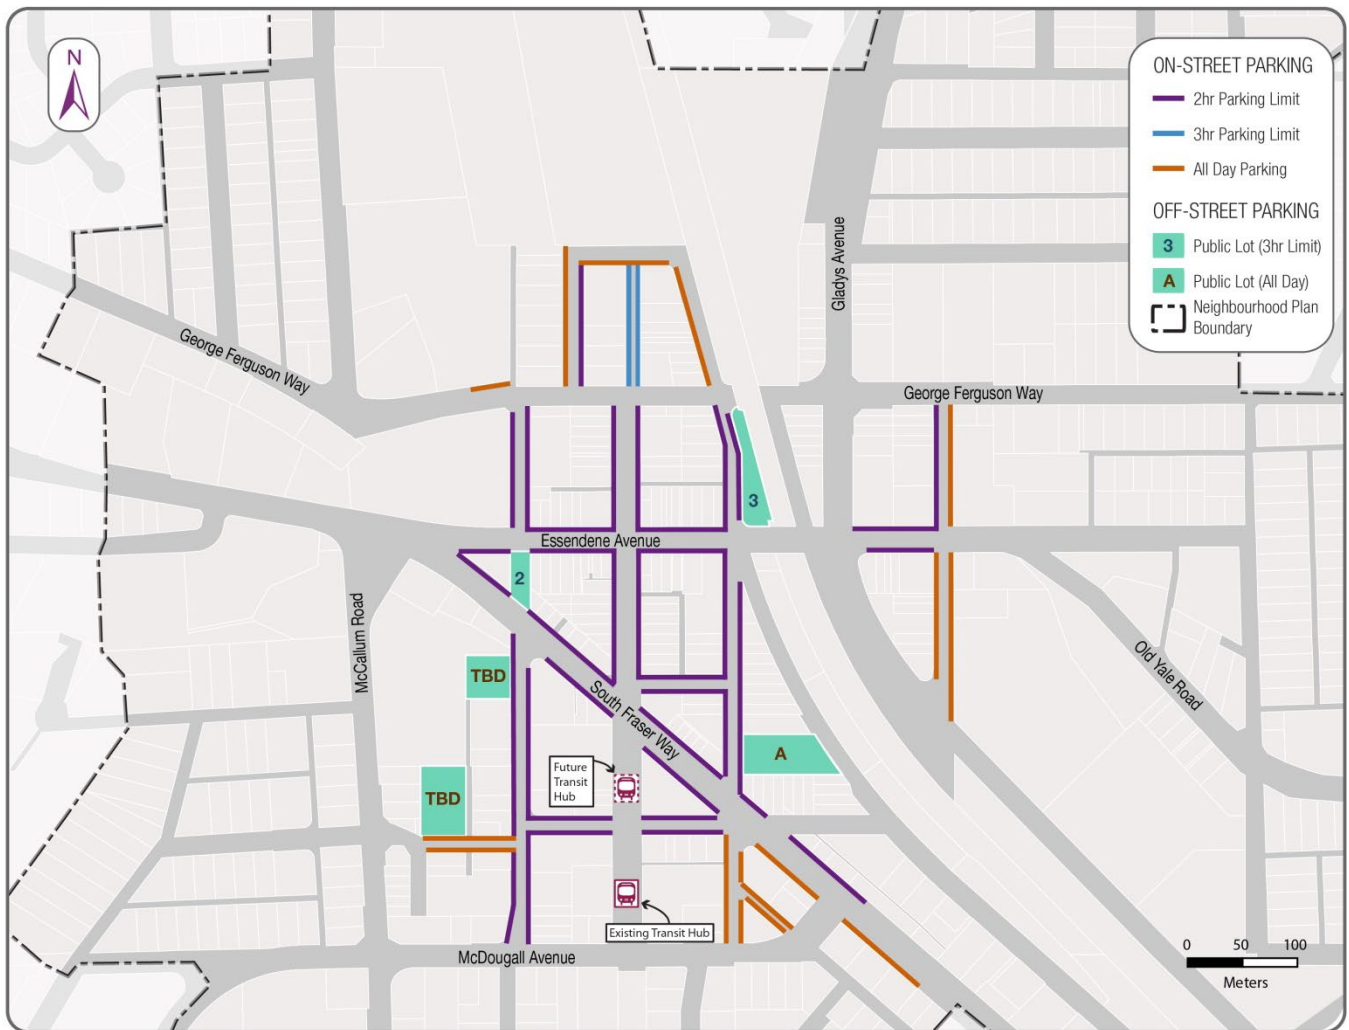 N
ON-STREET PARKING
2hr Parking Limit
3hr Parking Limit
All Day Parking
OFF-STREET PARKING
3 Public Lot (3hr Limit)
A Public Lot (All Day)
Neighbourhood Plan
Boundary
Gladys Avenue
George Ferguson Way
George Ferguson Way
3
Essendene Avenue
2
McCallum Road
TBD
South Fraser Way
Old Yale Road
A
Future
Transit
Hub
TBD
Existing Transit Hub
McDougall Avenue
0 50 100
Meters